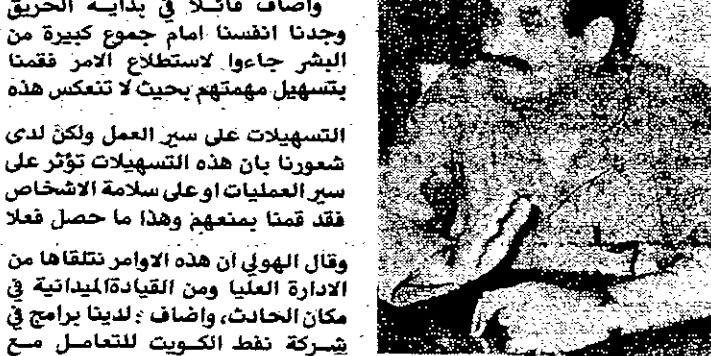 واضاف قائلا في بداية الحريق
وجدنا انفسنا امام جموع كبيرة من
البشر جاءوا لاستطلاع الامر فقمنا
بتسهيل مهمتهم بحيث لا تنعكس هذه
التسهيلات على سير العمل ولكن لدى
شعورنا بان هذه التسهيلات تؤثر على
سير العمليات او على سلامة الاشخاص
فقد قمنا بمنعهم وهذا ما حصل فعلا
وقال الهولي ان هذه الاوامر نتلقاها من
الادارة العليا ومن القيادة الميدانية في
مكان الحادث، واضاف : لدينا برامج في
شركة نفط الكويت للتعامل مع